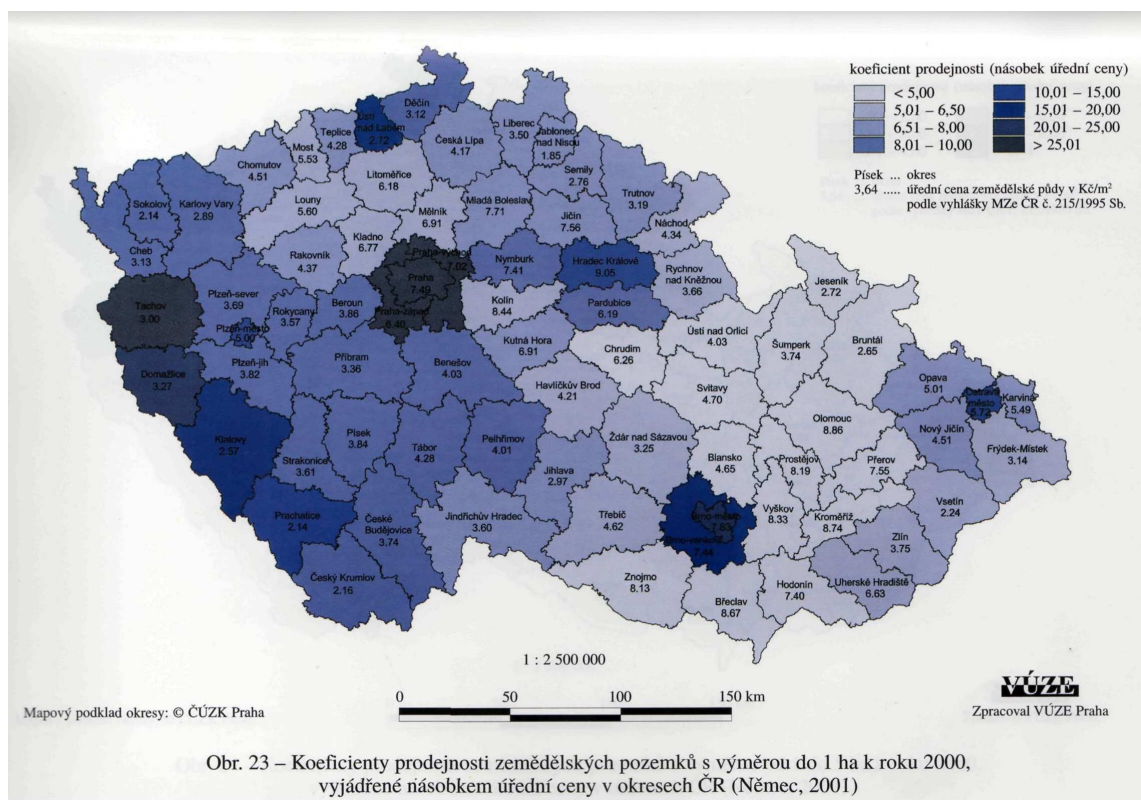 koeficient prodejnosti (násobek úřední ceny)
< 5,00
5,01 – 6,50
6,51 – 8,00
8,01 – 10,00
10,01 – 15,00
15,01 – 20,00
20,01 – 25,00
> 25,01
Písek ... okres
3,64 ..... úřední cena zemědělské půdy v Kč/m²
podle vyhlášky MZe ČR č. 215/1995 Sb.
Děčín
3.12
Ústí
nad Labem
2.72
Teplice
4.28
Liberec
3.50
Jablonec
nad Nisou
1.85
Česká Lípa
4.17
Most
5.53
Chomutov
4.51
Litoměřice
6.18
Semily
2.76
Trutnov
3.19
Sokolov
2.14
Karlovy Vary
2.89
Louny
5.60
Mělník
6.91
Mladá Boleslav
7.71
Jičín
7.56
Náchod
4.34
Cheb
3.13
Rakovník
4.37
Kladno
6.77
Praha-východ
7.02
Praha
7.49
Nymburk
7.41
Hradec Králové
9.05
Rychnov
nad Kněžnou
3.66
Jeseník
2.72
Tachov
3.00
Plzeň-sever
3.69
Rokycany
3.57
Beroun
3.86
Praha-západ
6.40
Kolín
8.44
Pardubice
6.19
Plzeň-město
5.00
Ústí nad Orlicí
4.03
Šumperk
3.74
Bruntál
2.65
Domažlice
3.27
Plzeň-jih
3.82
Příbram
3.36
Benešov
4.03
Kutná Hora
6.91
Chrudim
6.26
Opava
5.01
Ostrava
město
5.72
Karviná
5.49
Havlíčkův Brod
4.21
Svitavy
4.70
Olomouc
8.86
Nový Jičín
4.51
Frýdek-Místek
3.14
Klatovy
2.57
Strakonice
3.61
Písek
3.84
Tábor
4.28
Pelhřimov
4.01
Žďár nad Sázavou
3.25
Blansko
4.65
Prostějov
8.19
Přerov
7.55
Jihlava
2.97
Vsetín
2.24
Prachatice
2.14
České
Budějovice
3.74
Jindřichův Hradec
3.60
Třebíč
4.62
Brno-město
7.83
Brno-venkov
7.44
Vyškov
8.33
Kroměříž
8.74
Zlín
3.75
Český Krumlov
2.16
Znojmo
8.13
Břeclav
8.67
Hodonín
7.40
Uherské Hradiště
6.63
1 : 2 500 000
0 50 100 150 km
Mapový podklad okresy: © ČÚZK Praha
VÚZE
Zpracoval VÚZE Praha
Obr. 23 – Koeficienty prodejnosti zemědělských pozemků s výměrou do 1 ha k roku 2000,
vyjádřené násobkem úřední ceny v okresech ČR (Němec, 2001)